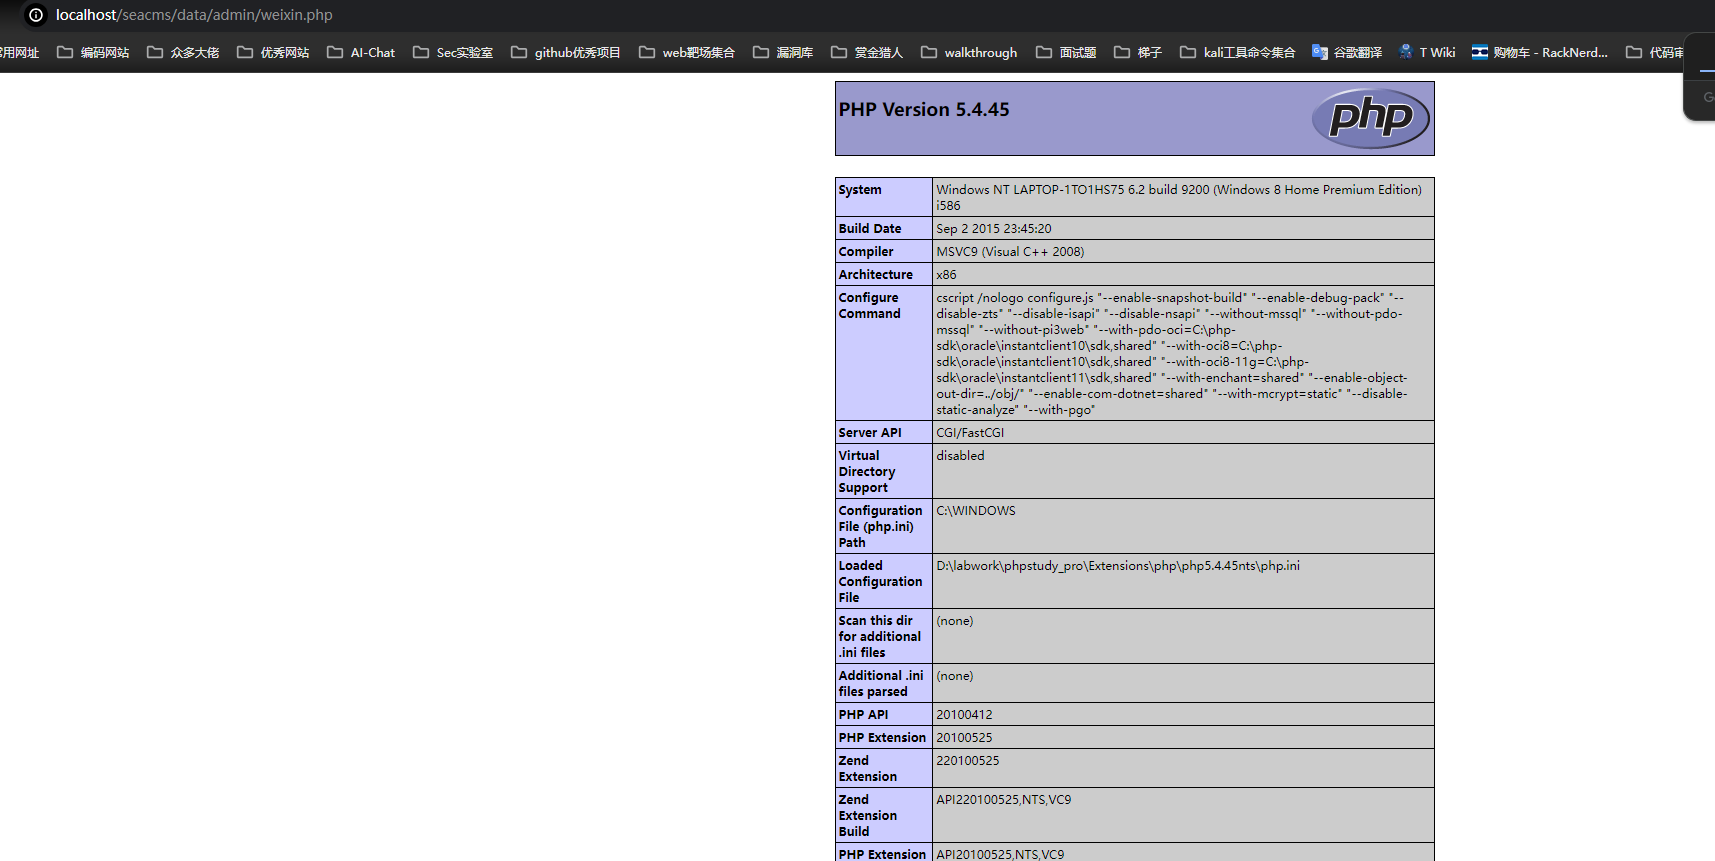 localhost/seacms/data/admin/weixin.php
常用网址 编码网站 众多大佬 优秀网站 AI-Chat Sec实验室 github优秀项目 web靶场集合 漏洞库 赏金猎人 walkthrough 面试题 梯子 kali工具命令集合 谷歌翻译 T Wiki 购物车 - RackNerd... 代码审
G
PHP Version 5.4.45
php
System
Windows NT LAPTOP-1TO1HS75 6.2 build 9200 (Windows 8 Home Premium Edition)
i586
Build Date
Sep 2 2015 23:45:20
Compiler
MSVC9 (Visual C++ 2008)
Architecture
x86
Configure
Command
cscript /nologo configure.js "--enable-snapshot-build" "--enable-debug-pack" "--
disable-zts" "--disable-isapi" "--disable-nsapi" "--without-mssql" "--without-pdo-
mssql" "--without-pi3web" "--with-pdo-oci=C:\php-
sdk\oracle\instantclient10\sdk,shared" "--with-oci8=C:\php-
sdk\oracle\instantclient10\sdk,shared" "--with-oci8-11g=C:\php-
sdk\oracle\instantclient11\sdk,shared" "--with-enchant=shared" "--enable-object-
out-dir=../obj/" "--enable-com-dotnet=shared" "--with-mcrypt=static" "--disable-
static-analyze" "--with-pgo"
Server API
CGI/FastCGI
Virtual
Directory
Support
disabled
Configuration
File (php.ini)
Path
C:\WINDOWS
Loaded
Configuration
File
D:\labwork\phpstudy_pro\Extensions\php\php5.4.45nts\php.ini
Scan this dir
for additional
.ini files
(none)
Additional .ini
files parsed
(none)
PHP API
20100412
PHP Extension
20100525
Zend
Extension
220100525
Zend
Extension
Build
API220100525,NTS,VC9
PHP Extension
API20100525,NTS,VC9